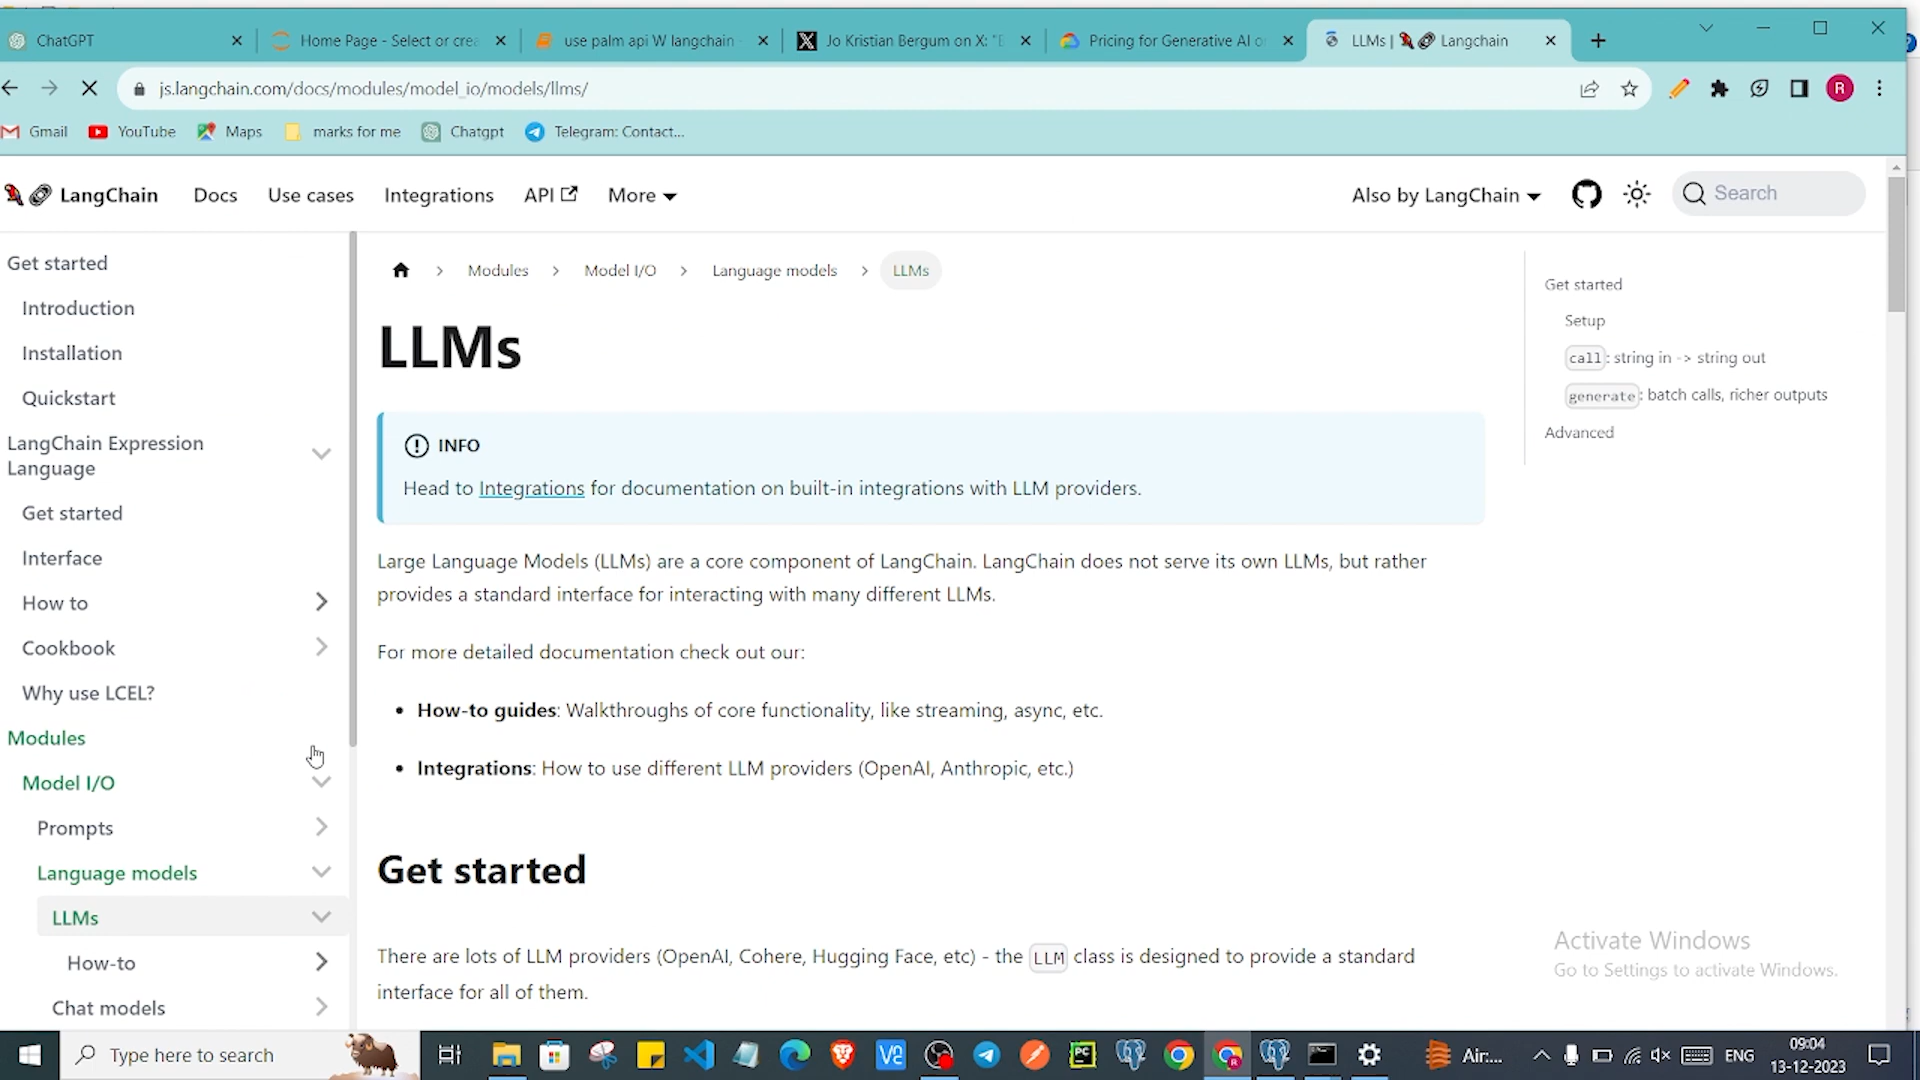 ChatGPT
Home Page - Select or crea
use palm api W langchain -
Jo Kristian Bergum on X: "E
Pricing for Generative AI o
LLMs | Langchain
js.langchain.com/docs/modules/model_io/models/llms/
R
Gmail
YouTube
Maps
marks for me
Chatgpt
Telegram: Contact...
LangChain
Docs
Use cases
Integrations
API
More
Also by LangChain
Search
Get started
Introduction
Installation
Quickstart
LangChain Expression
Language
Get started
Interface
How to
Cookbook
Why use LCEL?
Modules
Model I/O
Prompts
Language models
LLMs
How-to
Chat models
Modules > Model I/O > Language models > LLMs
LLMs
INFO
Head to Integrations for documentation on built-in integrations with LLM providers.
Large Language Models (LLMs) are a core component of LangChain. LangChain does not serve its own LLMs, but rather
provides a standard interface for interacting with many different LLMs.
For more detailed documentation check out our:
• How-to guides: Walkthroughs of core functionality, like streaming, async, etc.
• Integrations: How to use different LLM providers (OpenAI, Anthropic, etc.)
Get started
There are lots of LLM providers (OpenAI, Cohere, Hugging Face, etc) - the LLM class is designed to provide a standard
interface for all of them.
Get started
Setup
call: string in -> string out
generate: batch calls, richer outputs
Advanced
Activate Windows
Go to Settings to activate Windows.
Type here to search
Air:...
ENG
09:04
13-12-2023